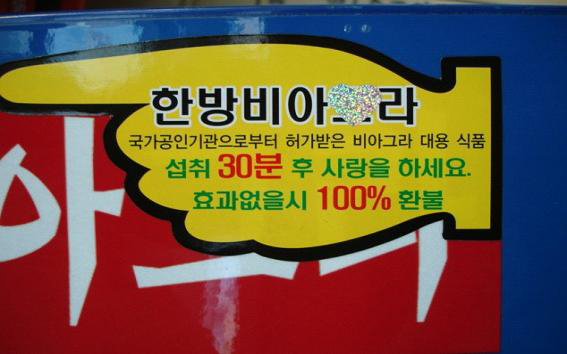 한방비아 라
국가공인기관으로부터 허가받은 비아그라 대용 식품
섭취 30분 후 사랑을 하세요.
효과없을시 100% 환불
아